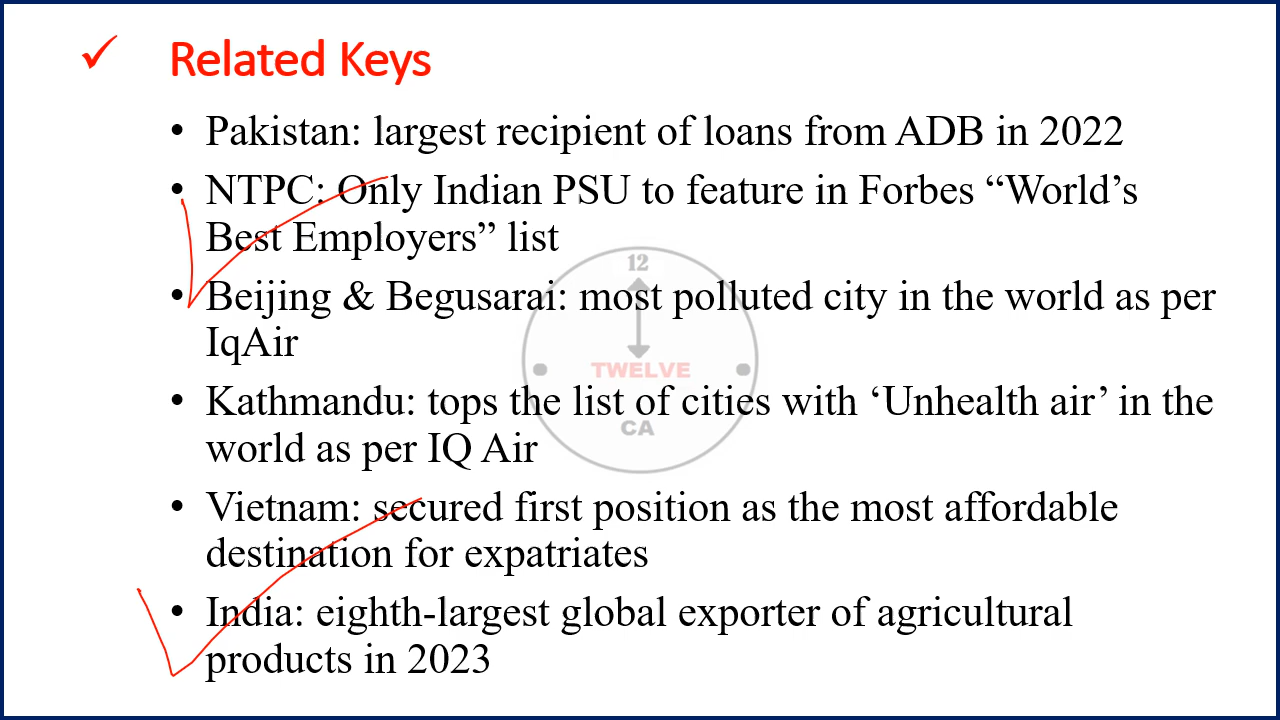 ✓ Related Keys
• Pakistan: largest recipient of loans from ADB in 2022
• NTPC: Only Indian PSU to feature in Forbes “World’s
Best Employers” list
• Beijing & Begusarai: most polluted city in the world as per
IqAir
• Kathmandu: tops the list of cities with ‘Unhealth air’ in the
world as per IQ Air
• Vietnam: secured first position as the most affordable
destination for expatriates
• India: eighth-largest global exporter of agricultural
products in 2023
12
TWELVE
CA